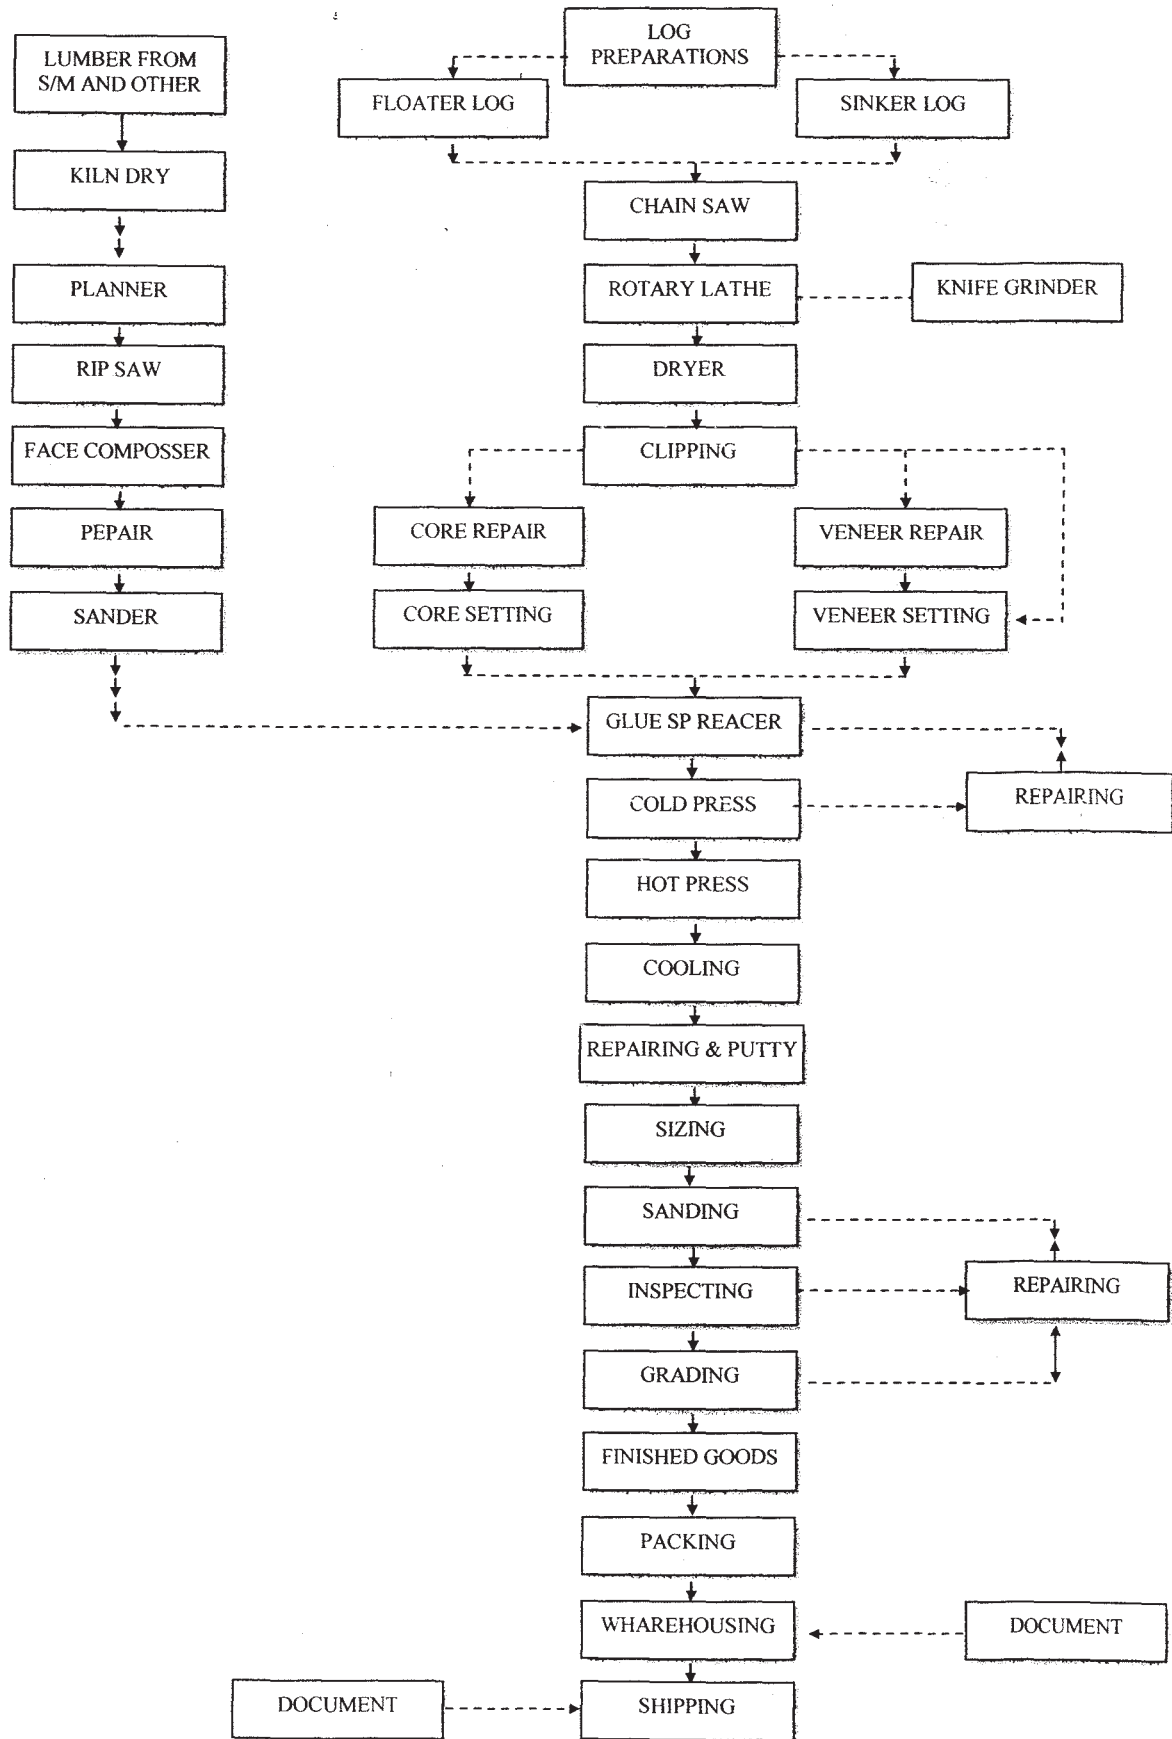 LUMBER FROM
S/M AND OTHER
KILN DRY
PLANNER
RIP SAW
FACE COMPOSSER
PEPAIR
SANDER
LOG
PREPARATIONS
FLOATER LOG
SINKER LOG
CHAIN SAW
ROTARY LATHE
KNIFE GRINDER
DRYER
CLIPPING
CORE REPAIR
VENEER REPAIR
CORE SETTING
VENEER SETTING
GLUE SP REACER
COLD PRESS
REPAIRING
HOT PRESS
COOLING
REPAIRING & PUTTY
SIZING
SANDING
INSPECTING
REPAIRING
GRADING
FINISHED GOODS
PACKING
WHAREHOUSING
DOCUMENT
DOCUMENT
SHIPPING